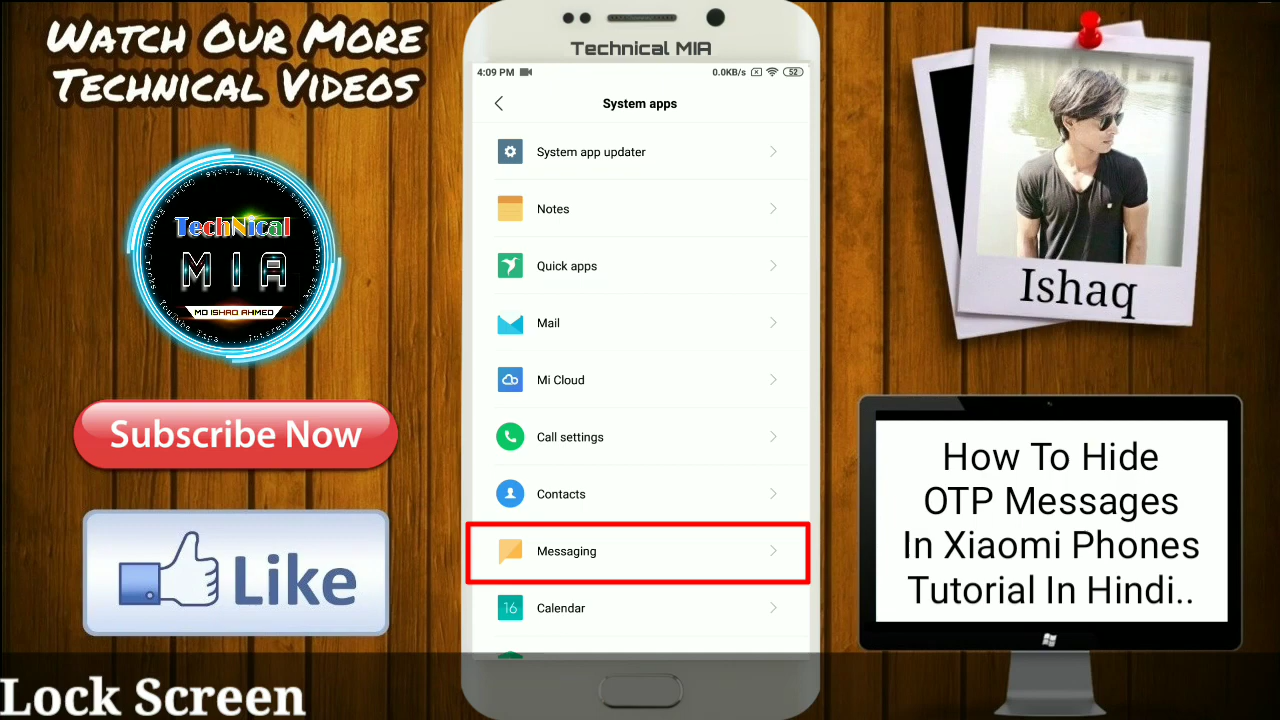 Watch Our More
Technical Videos
TechNical
MIA
MD ISHAQ AHMED
Subscribe Now
Like
Technical MIA
4:09 PM
0.0KB/s
52
System apps
System app updater
Notes
Quick apps
Mail
Mi Cloud
Call settings
Contacts
Messaging
16
Calendar
Ishaq
How To Hide
OTP Messages
In Xiaomi Phones
Tutorial In Hindi..
Lock Screen